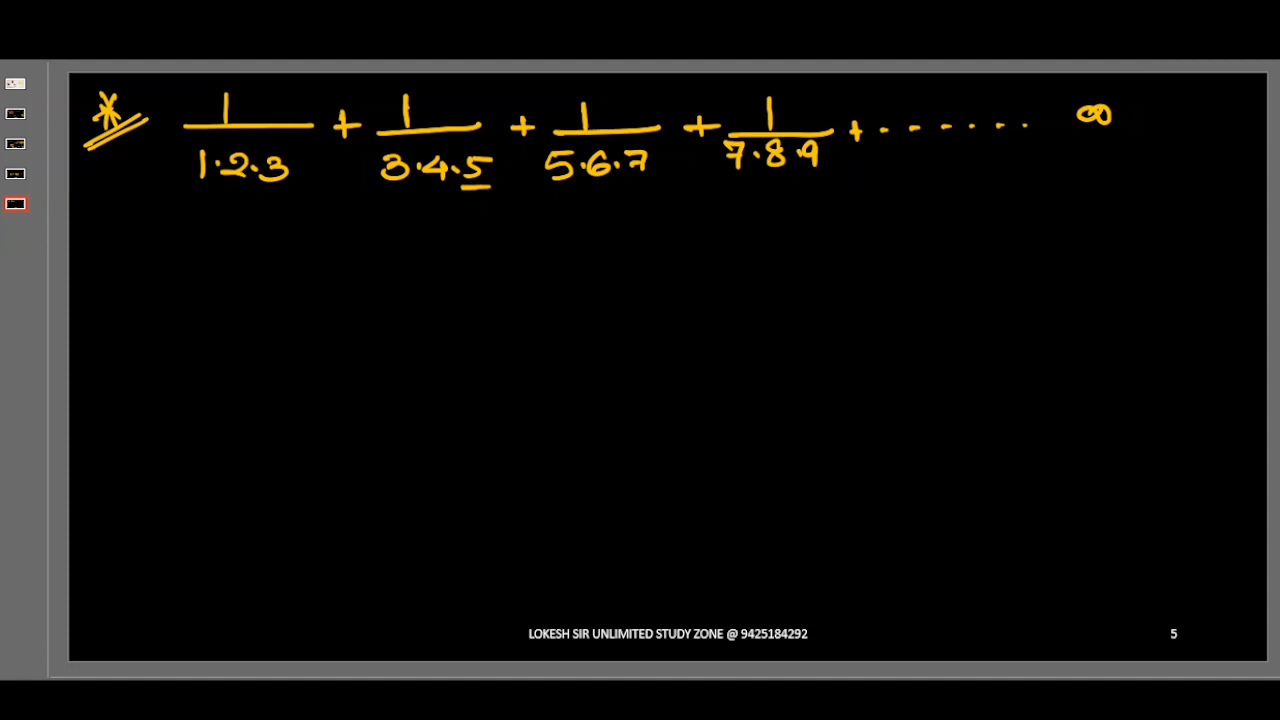 * 1/1·2·3 + 1/3·4·5 + 1/5·6·7 + 1/7·8·9 + ....... ∞
LOKESH SIR UNLIMITED STUDY ZONE @ 9425184292
5